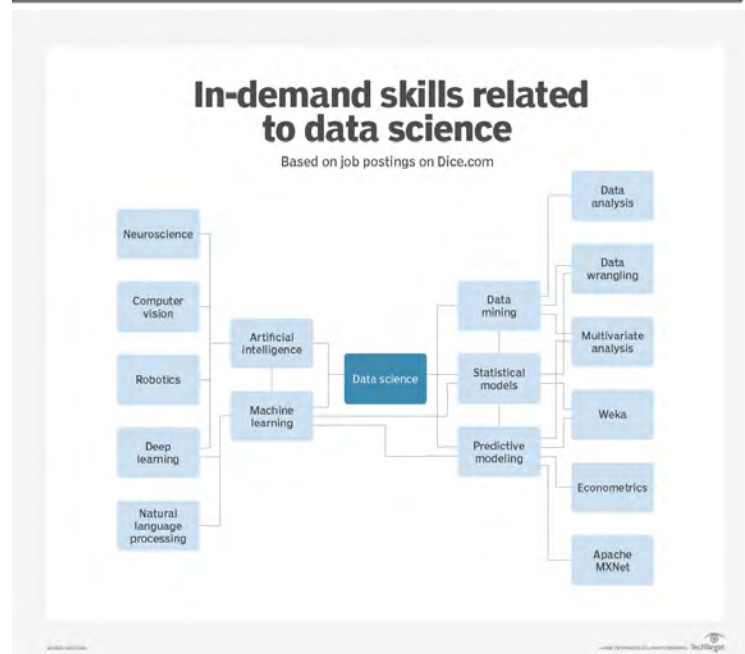 In-demand skills related
to data science
Based on job postings on Dice.com
Neuroscience
Computer
vision
Robotics
Deep
learning
Natural
language
processing
Artificial
intelligence
Machine
learning
Data science
Data
mining
Statistical
models
Predictive
modeling
Data
analysis
Data
wrangling
Multivariate
analysis
Weka
Econometrics
Apache
MXNet
TechTarget